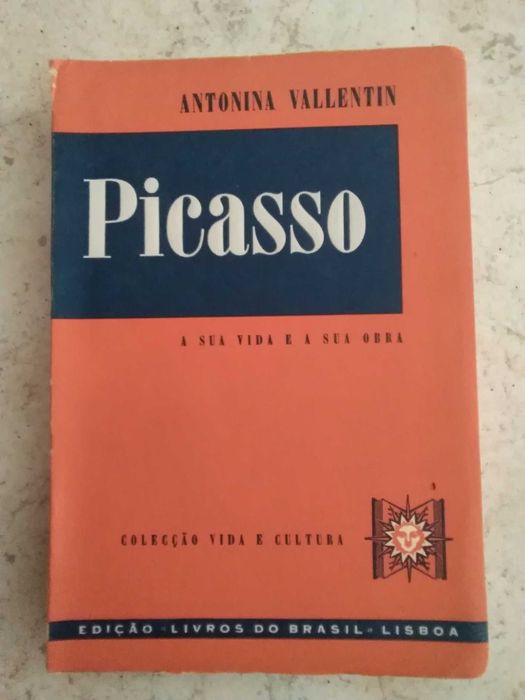 ANTONINA VALLENTIN
Picasso
A SUA VIDA E A SUA OBRA
COLECÇÃO VIDA E CULTURA
EDIÇÃO «LIVROS DO BRASIL» LISBOA